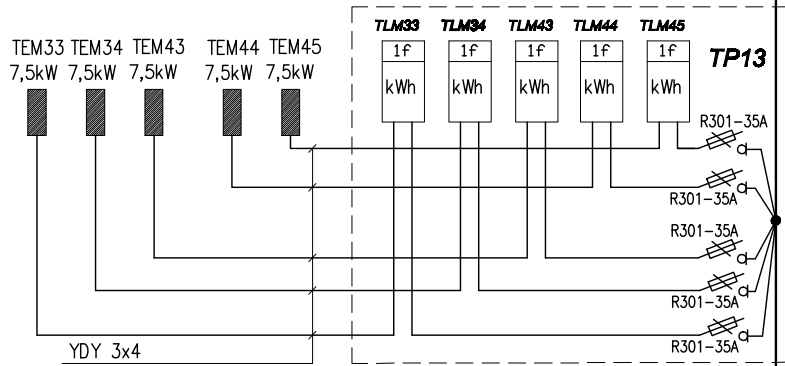 TLM33 TLM34 TLM43 TLM44 TLM45
TEM33 TEM34 TEM43 TEM44 TEM45
7,5kW 7,5kW 7,5kW 7,5kW 7,5kW
1f 1f 1f 1f 1f
TP13
kWh kWh kWh kWh kWh
R301-35A
R301-35A
R301-35A
R301-35A
R301-35A
YDY 3x4